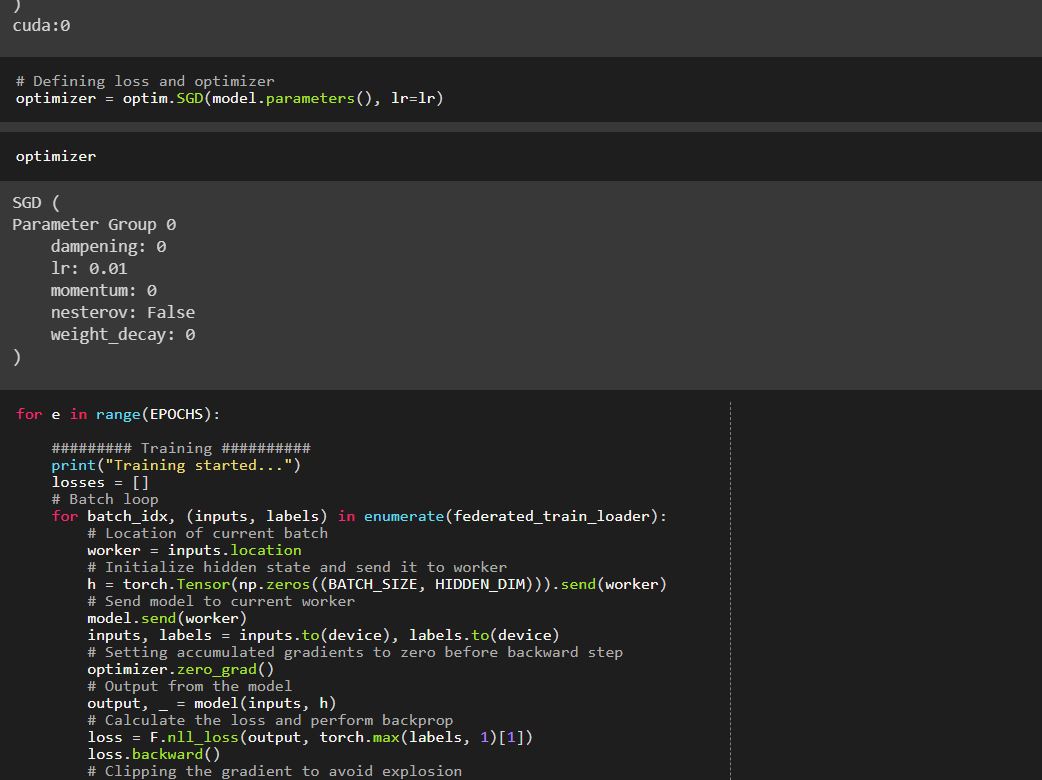 )
cuda:0
# Defining loss and optimizer
optimizer = optim.SGD(model.parameters(), lr=lr)
optimizer
SGD (
Parameter Group 0
    dampening: 0
    lr: 0.01
    momentum: 0
    nesterov: False
    weight_decay: 0
)
for e in range(EPOCHS):
    ######### Training ##########
    print("Training started...")
    losses = []
    # Batch loop
    for batch_idx, (inputs, labels) in enumerate(federated_train_loader):
        # Location of current batch
        worker = inputs.location
        # Initialize hidden state and send it to worker
        h = torch.Tensor(np.zeros((BATCH_SIZE, HIDDEN_DIM))).send(worker)
        # Send model to current worker
        model.send(worker)
        inputs, labels = inputs.to(device), labels.to(device)
        # Setting accumulated gradients to zero before backward step
        optimizer.zero_grad()
        # Output from the model
        output, _ = model(inputs, h)
        # Calculate the loss and perform backprop
        loss = F.nll_loss(output, torch.max(labels, 1)[1])
        loss.backward()
        # Clipping the gradient to avoid explosion